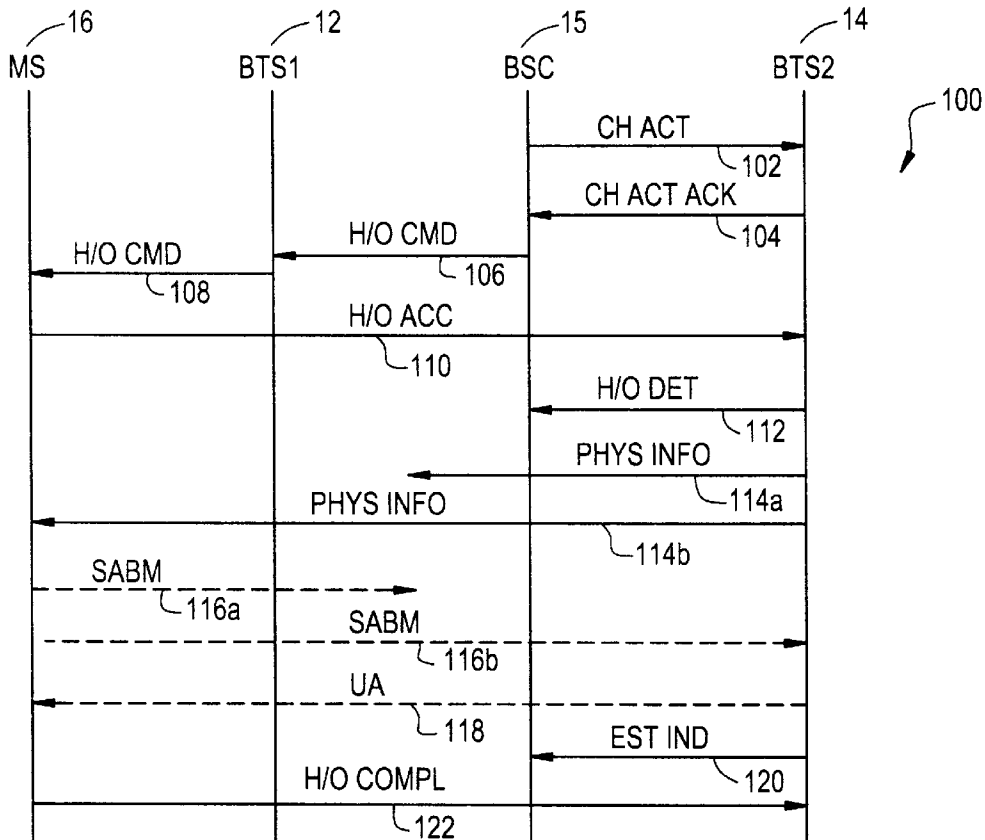 16 12 15 14
MS BTS1 BSC BTS2
100
CH ACT
102
CH ACT ACK
104
H/O CMD
106
H/O CMD
108
H/O ACC
110
H/O DET
112
PHYS INFO
114a
PHYS INFO
114b
SABM
116a
SABM
116b
UA
118
EST IND
120
H/O COMPL
122